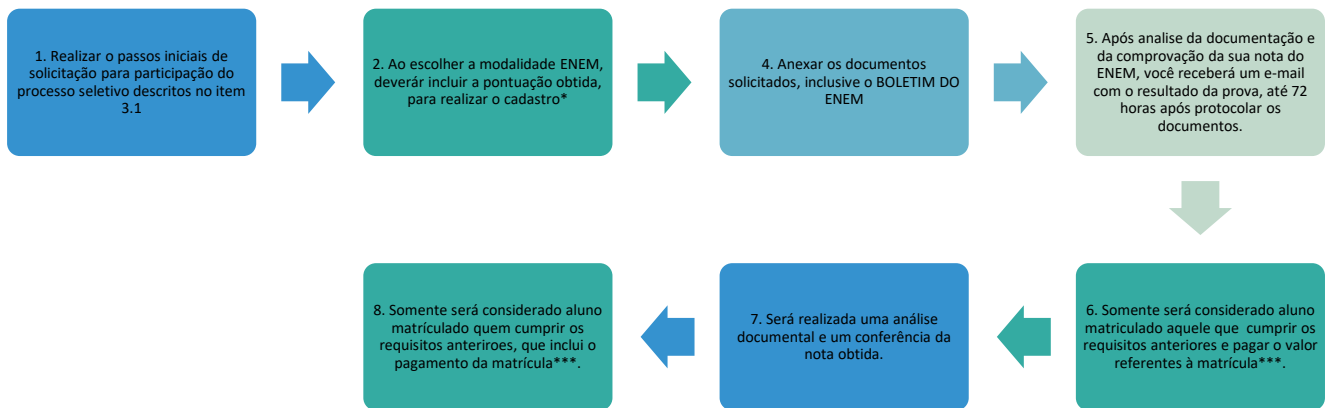 1. Realizar o passos iniciais de
solicitação para participação do
processo seletivo descritos no item
3.1
2. Ao escolher a modalidade ENEM,
deverár incluir a pontuação obtida,
para realizar o cadastro*
4. Anexar os documentos
solicitados, inclusive o BOLETIM DO
ENEM
5. Após analise da documentação e
da comprovação da sua nota do
ENEM, você receberá um e-mail
com o resultado da prova, até 72
horas após protocolar os
documentos.
6. Somente será considerado aluno
matriculado aquele que cumprir os
requisitos anteriores e pagar o valor
referentes à matrícula***.
7. Será realizada uma análise
documental e um conferência da
nota obtida.
8. Somente será considerado aluno
matrículado quem cumprir os
requisitos anteriroes, que inclui o
pagamento da matrícula***.